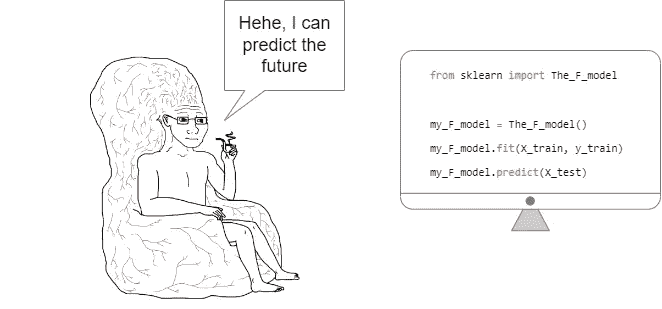 Hehe, I can
predict the
future
from sklearn import The_F_model
my_F_model = The_F_model()
my_F_model.fit(X_train, y_train)
my_F_model.predict(X_test)